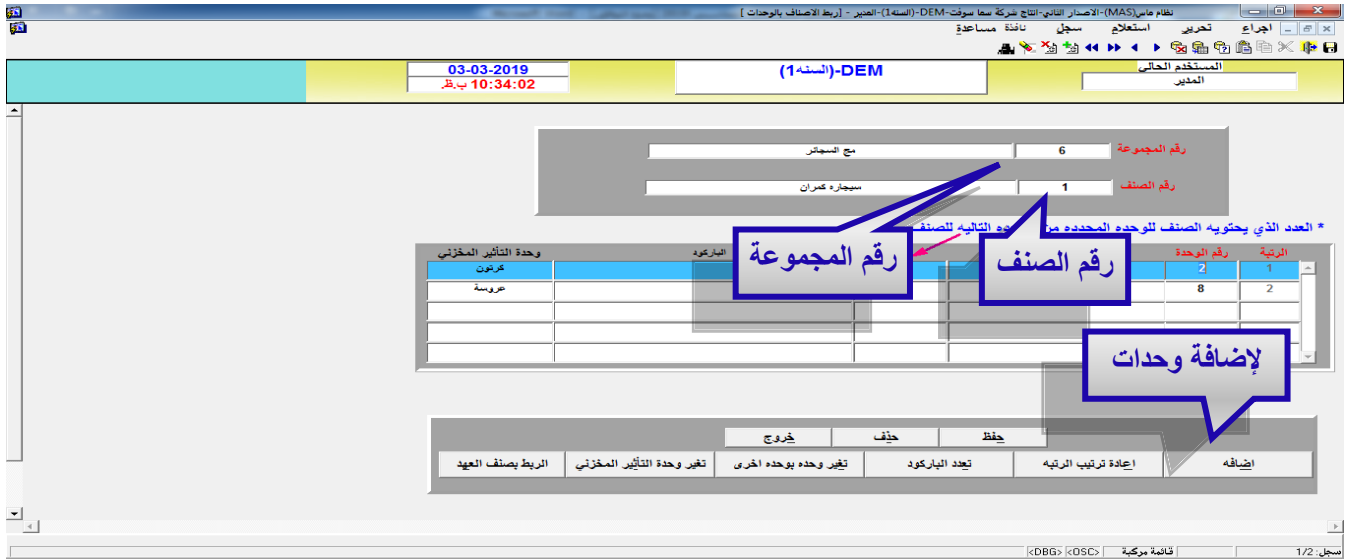 نظام ماس(MAS)-الاصدار الثاني-انتاج شركة سما سوفت-DEM-(السنه1)-المدير - [ربط الاصناف بالوحدات ]
اجراء تحرير استعلام سجل نافذة مساعدة
المستخدم الحالي
المدير
DEM-(السنه1)
03-03-2019
10:34:02 ب.ظ.
رقم المجموعة 6 مج السجائر
رقم الصنف 1 سيجاره كمران
* العدد الذي يحتويه الصنف للوحده المحدده من التاليه للصنف
رقم المجموعة
رقم الصنف
الرتبة رقم الوحدة الباركود وحدة التأثير المخزني
1 2 كرتون
2 8 عروسة
لإضافة وحدات
حفظ حذف خروج
اضافه اعادة ترتيب الرتبه تعدد الباركود تغير وحده بوحده اخرى تغير وحدة التأثير المخزني الربط بصنف العهد
سجل: 1/2 قائمة مركبة <OSC> <DBG>